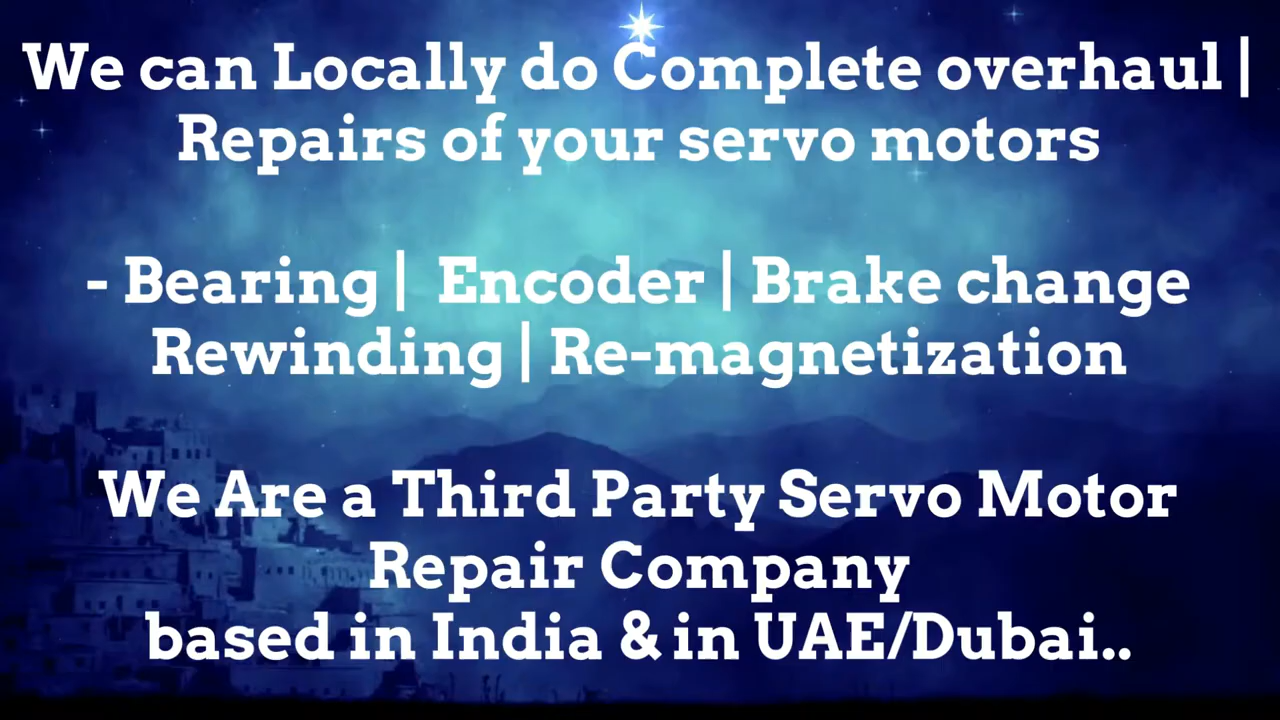 We can Locally do Complete overhaul |
Repairs of your servo motors
- Bearing | Encoder | Brake change
Rewinding | Re-magnetization
We Are a Third Party Servo Motor
Repair Company
based in India & in UAE/Dubai..